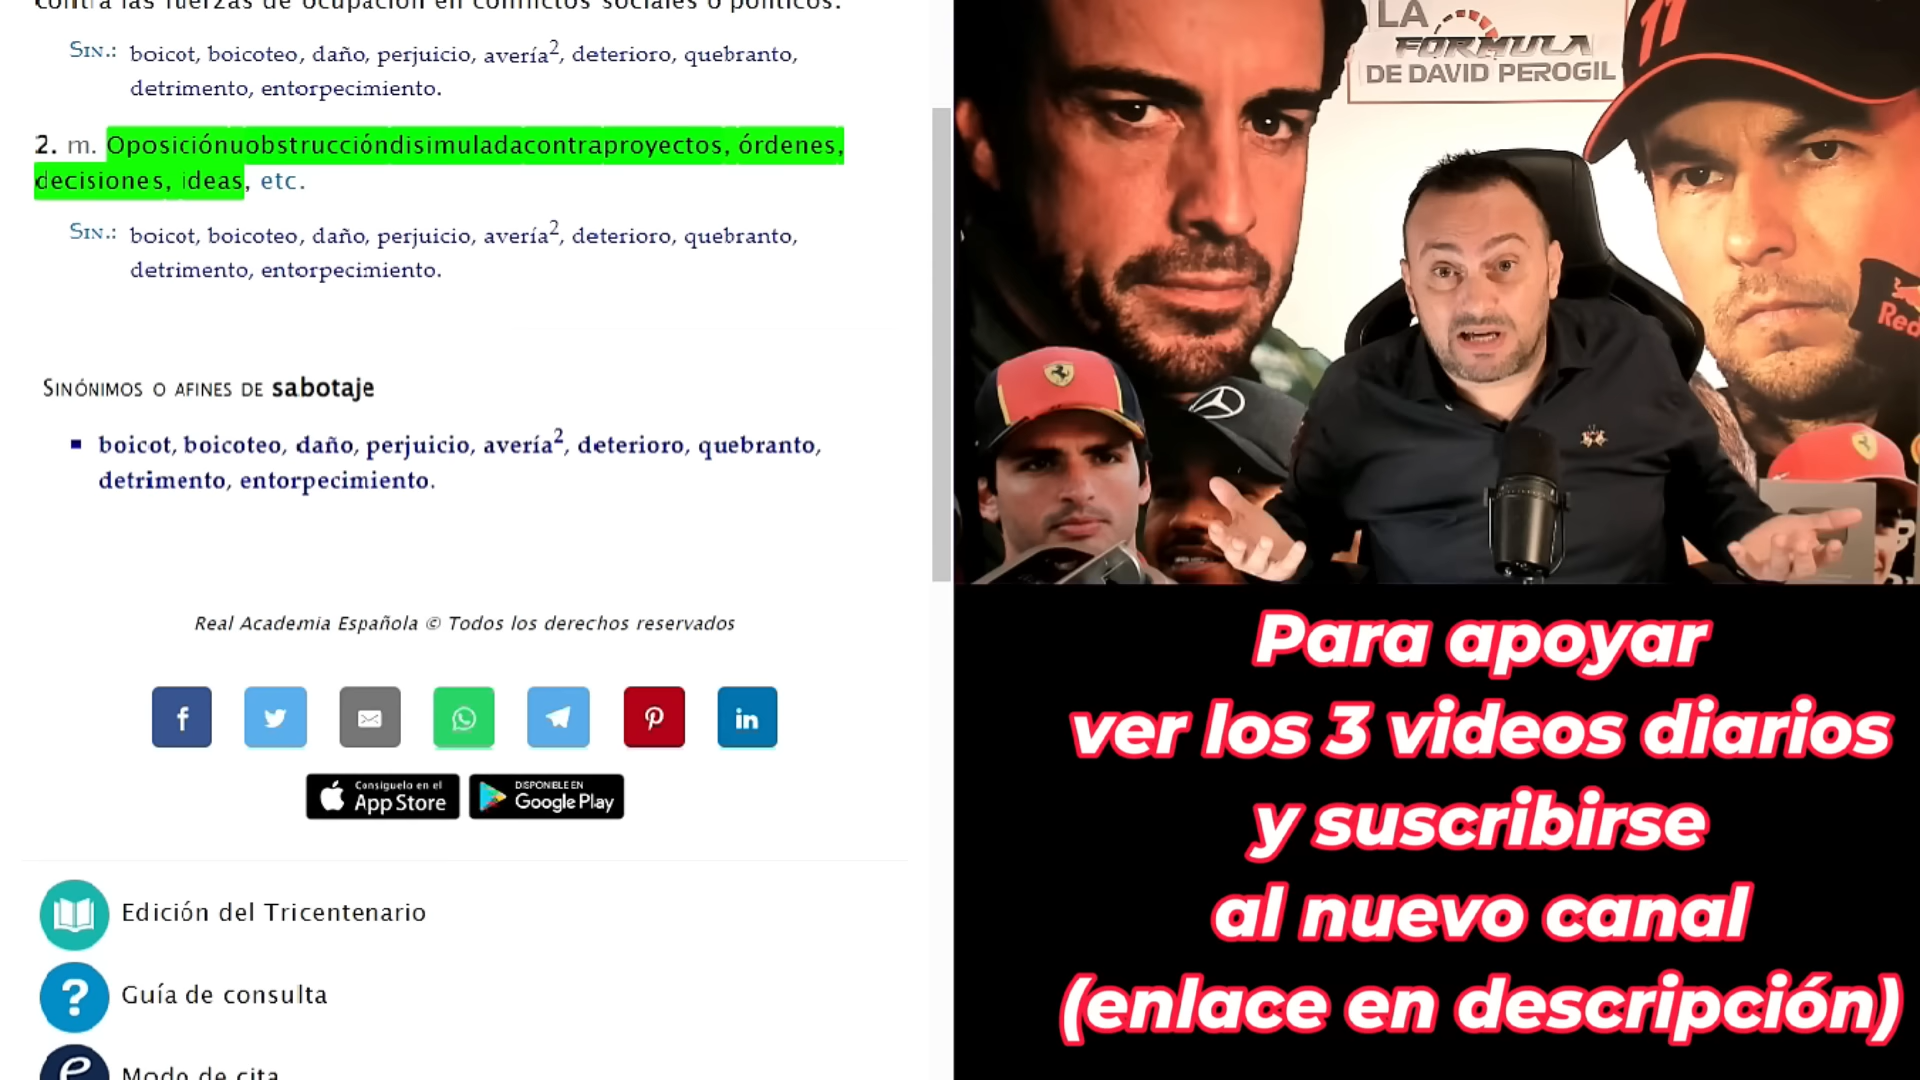 contra las fuerzas de ocupación en conflictos sociales o políticos.
Sin.: boicot, boicoteo, daño, perjuicio, avería², deterioro, quebranto,
detrimento, entorpecimiento.
2. m. Oposiciónuobstruccióndisimuladacontraproyectos, órdenes,
decisiones, ideas, etc.
Sin.: boicot, boicoteo, daño, perjuicio, avería², deterioro, quebranto,
detrimento, entorpecimiento.
Sinónimos o afines de sabotaje
boicot, boicoteo, daño, perjuicio, avería², deterioro, quebranto,
detrimento, entorpecimiento.
Real Academia Española © Todos los derechos reservados
Consíguelo en el
App Store
DISPONIBLE EN
Google Play
Edición del Tricentenario
Guía de consulta
Modo de cita
LA
FORMULA
DE DAVID PEROGIL
11
Red
Para apoyar
ver los 3 videos diarios
y suscribirse
al nuevo canal
(enlace en descripción)